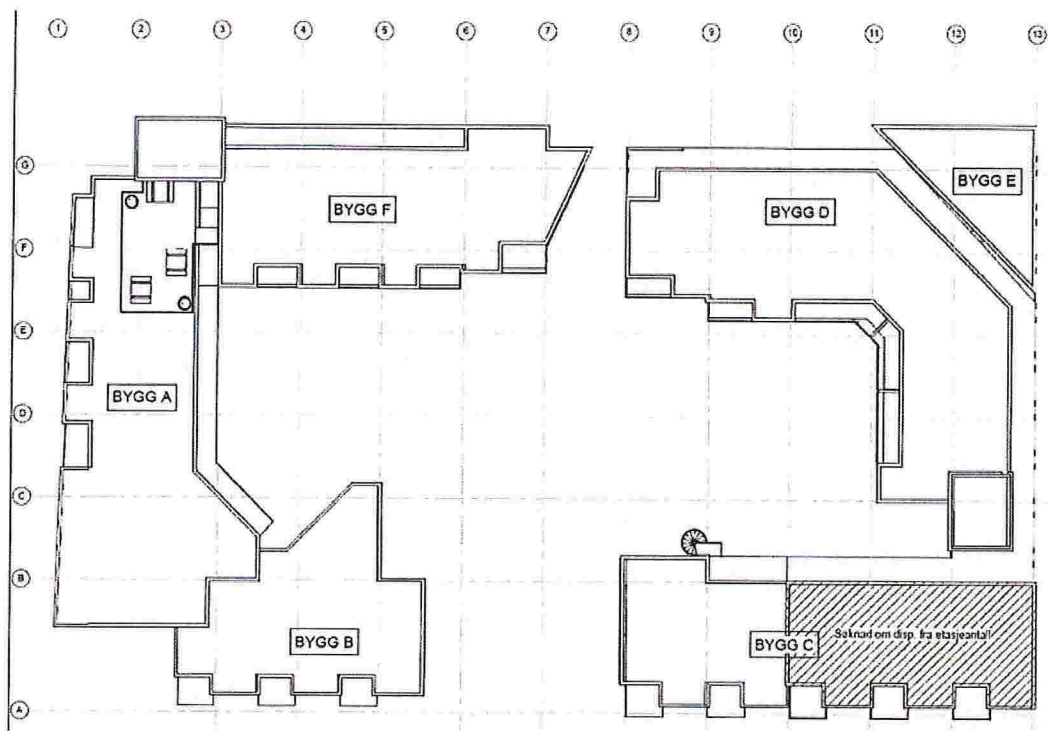 1 2 3 4 5 6 7 8 9 10 11 12 13
G
BYGG E
BYGG F
BYGG D
F
E
BYGG A
D
C
B
BYGG B
BYGG C
Søknad om disp. fra etasjeantall
A